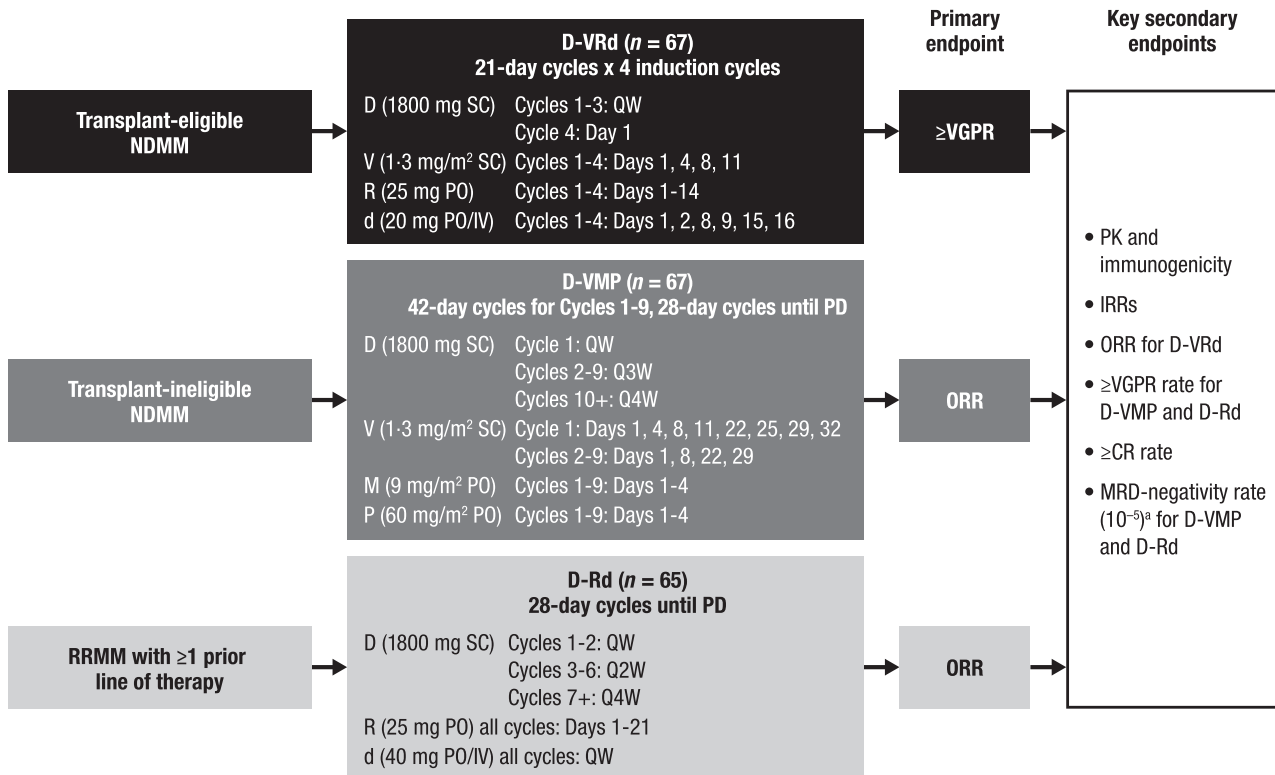 Primary
endpoint
Key secondary
endpoints
Transplant-eligible
NDMM
D-VRd (n = 67)
21-day cycles x 4 induction cycles
D (1800 mg SC) Cycles 1-3: QW
Cycle 4: Day 1
V (1·3 mg/m² SC) Cycles 1-4: Days 1, 4, 8, 11
R (25 mg PO) Cycles 1-4: Days 1-14
d (20 mg PO/IV) Cycles 1-4: Days 1, 2, 8, 9, 15, 16
≥VGPR
Transplant-ineligible
NDMM
D-VMP (n = 67)
42-day cycles for Cycles 1-9, 28-day cycles until PD
D (1800 mg SC) Cycle 1: QW
Cycles 2-9: Q3W
Cycles 10+: Q4W
V (1·3 mg/m² SC) Cycle 1: Days 1, 4, 8, 11, 22, 25, 29, 32
Cycles 2-9: Days 1, 8, 22, 29
M (9 mg/m² PO) Cycles 1-9: Days 1-4
P (60 mg/m² PO) Cycles 1-9: Days 1-4
ORR
RRMM with ≥1 prior
line of therapy
D-Rd (n = 65)
28-day cycles until PD
D (1800 mg SC) Cycles 1-2: QW
Cycles 3-6: Q2W
Cycles 7+: Q4W
R (25 mg PO) all cycles: Days 1-21
d (40 mg PO/IV) all cycles: QW
ORR
• PK and
immunogenicity
• IRRs
• ORR for D-VRd
• ≥VGPR rate for
D-VMP and D-Rd
• ≥CR rate
• MRD-negativity rate
(10⁻⁵)ᵃ for D-VMP
and D-Rd